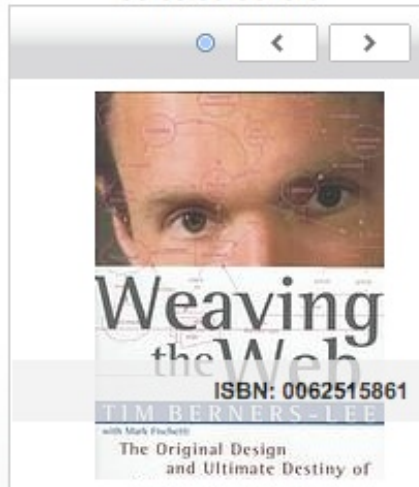 Weaving
the Web
ISBN: 0062515861
TIM BERNERS-LEE
with Mark Fischetti
The Original Design
and Ultimate Destiny of